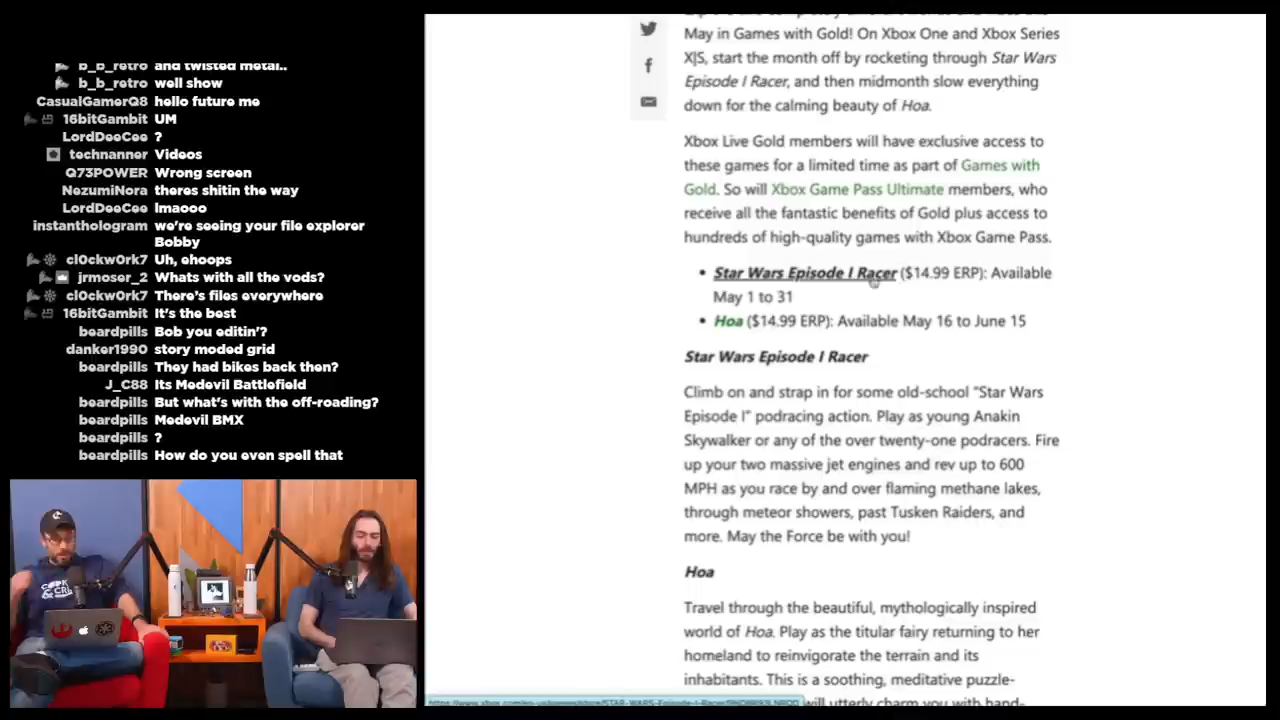 b_b_retro and twisted metal..
b_b_retro well show
CasualGamerQ8 hello future me
16bitGambit UM
LordDeeCee ?
technanner Videos
Q73POWER Wrong screen
NezumiNora theres shitin the way
LordDeeCee lmaooo
instanthologram we're seeing your file explorer
Bobby
cl0ckw0rk7 Uh, ehoops
jrmoser_2 Whats with all the vods?
cl0ckw0rk7 There's files everywhere
16bitGambit It's the best
beardpills Bob you editin'?
danker1990 story moded grid
beardpills They had bikes back then?
J_C88 Its Medevil Battlefield
beardpills But what's with the off-roading?
beardpills Medevil BMX
beardpills ?
beardpills How do you even spell that
May in Games with Gold! On Xbox One and Xbox Series
X|S, start the month off by rocketing through Star Wars
Episode I Racer, and then midmonth slow everything
down for the calming beauty of Hoa.
Xbox Live Gold members will have exclusive access to
these games for a limited time as part of Games with
Gold. So will Xbox Game Pass Ultimate members, who
receive all the fantastic benefits of Gold plus access to
hundreds of high-quality games with Xbox Game Pass.
• Star Wars Episode I Racer ($14.99 ERP): Available
May 1 to 31
• Hoa ($14.99 ERP): Available May 16 to June 15
Star Wars Episode I Racer
Climb on and strap in for some old-school "Star Wars
Episode I" podracing action. Play as young Anakin
Skywalker or any of the over twenty-one podracers. Fire
up your two massive jet engines and rev up to 600
MPH as you race by and over flaming methane lakes,
through meteor showers, past Tusken Raiders, and
more. May the Force be with you!
Hoa
Travel through the beautiful, mythologically inspired
world of Hoa. Play as the titular fairy returning to her
homeland to reinvigorate the terrain and its
inhabitants. This is a soothing, meditative puzzle-
will utterly charm you with hand-